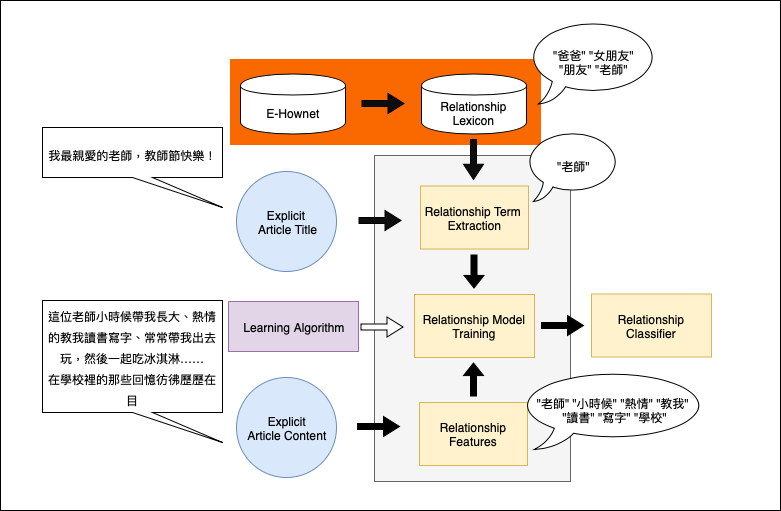 "爸爸" "女朋友"
"朋友" "老師"
E-Hownet
Relationship
Lexicon
我最親愛的老師，教師節快樂！
"老師"
Explicit
Article Title
Relationship Term
Extraction
這位老師小時候帶我長大、熱情
的教我讀書寫字、常常帶我出去
玩，然後一起吃冰淇淋……
在學校裡的那些回憶彷彿歷歷在
目
Learning Algorithm
Relationship Model
Training
Relationship
Classifier
Explicit
Article Content
Relationship
Features
"老師" "小時候" "熱情" "教我"
"讀書" "寫字" "學校"